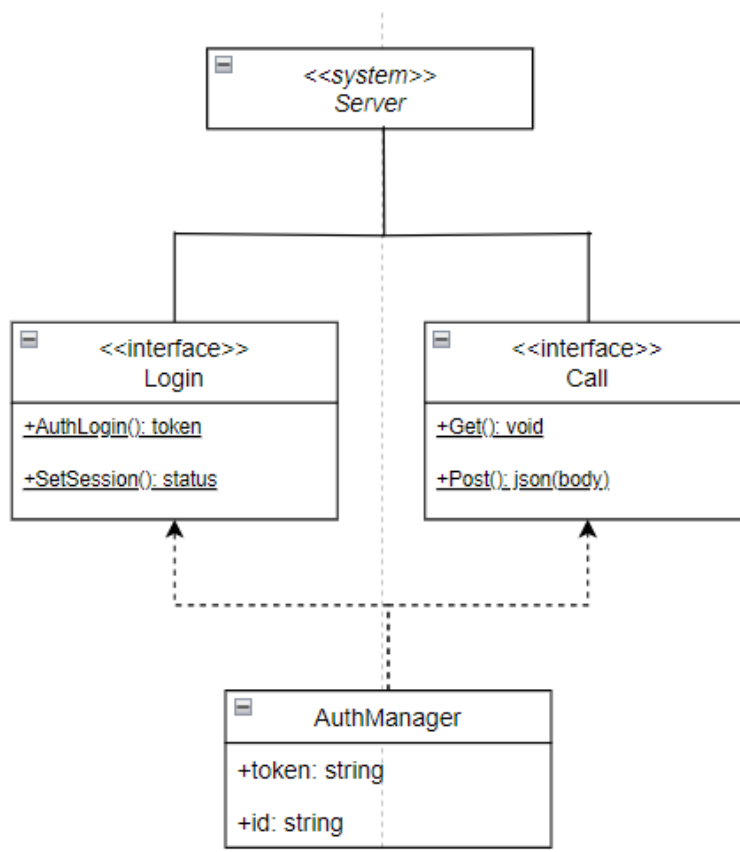 <<system>>
Server
<<interface>>
Login
+AuthLogin(): token
+SetSession(): status
<<interface>>
Call
+Get(): void
+Post(): json(body)
AuthManager
+token: string
+id: string